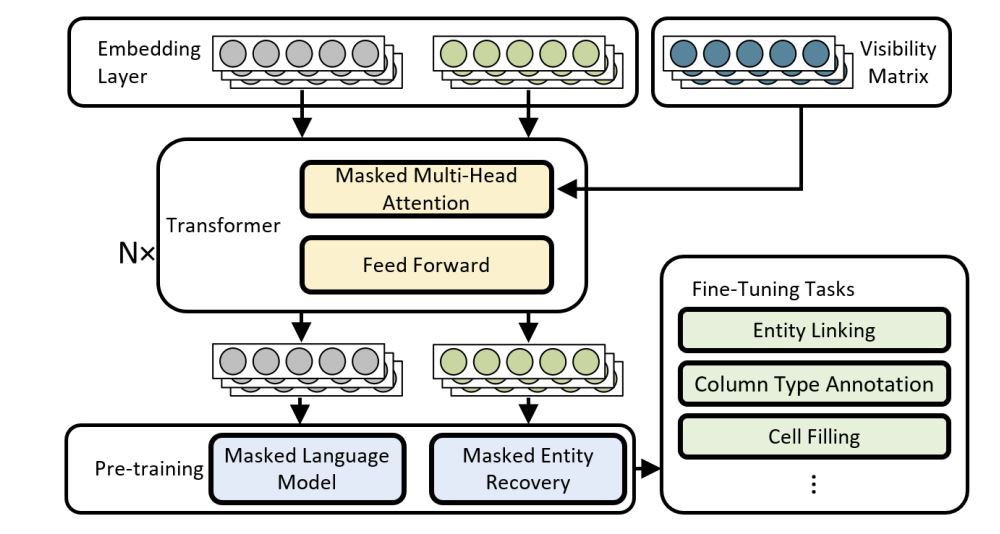 Embedding
Layer
Visibility
Matrix
Masked Multi-Head
Attention
Transformer
N×
Feed Forward
Fine-Tuning Tasks
Entity Linking
Column Type Annotation
Cell Filling
⋮
Pre-training
Masked Language
Model
Masked Entity
Recovery